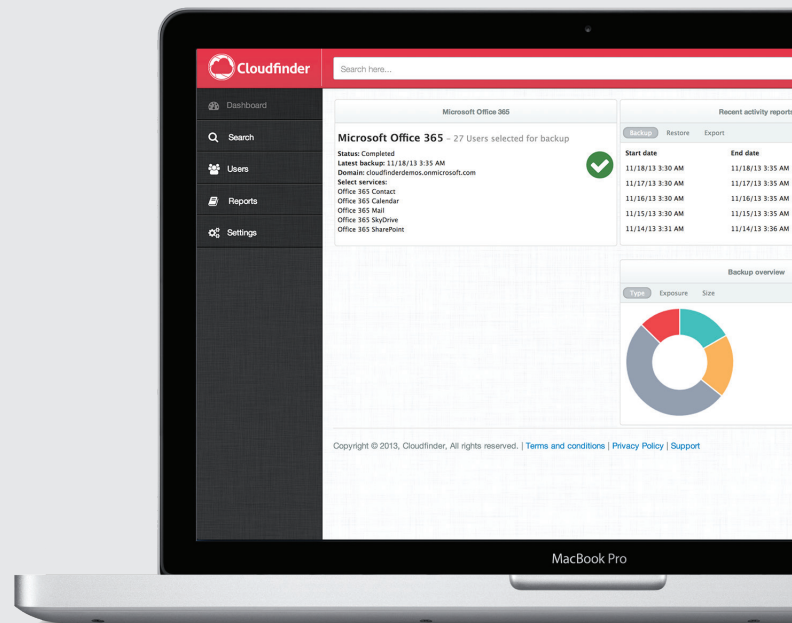 Cloudfinder
Search here...
Dashboard
Search
Users
Reports
Settings
Microsoft Office 365
Microsoft Office 365 – 27 Users selected for backup
Status: Completed
Latest backup: 11/18/13 3:35 AM
Domain: cloudfinderdemos.onmicrosoft.com
Select services:
Office 365 Contact
Office 365 Calendar
Office 365 Mail
Office 365 SkyDrive
Office 365 SharePoint
Recent activity reports
Backup Restore Export
Start date End date
11/18/13 3:30 AM 11/18/13 3:35 AM
11/17/13 3:30 AM 11/17/13 3:35 AM
11/16/13 3:30 AM 11/16/13 3:35 AM
11/15/13 3:30 AM 11/15/13 3:35 AM
11/14/13 3:31 AM 11/14/13 3:36 AM
Backup overview
Type Exposure Size
Copyright © 2013, Cloudfinder, All rights reserved. | Terms and conditions | Privacy Policy | Support
MacBook Pro